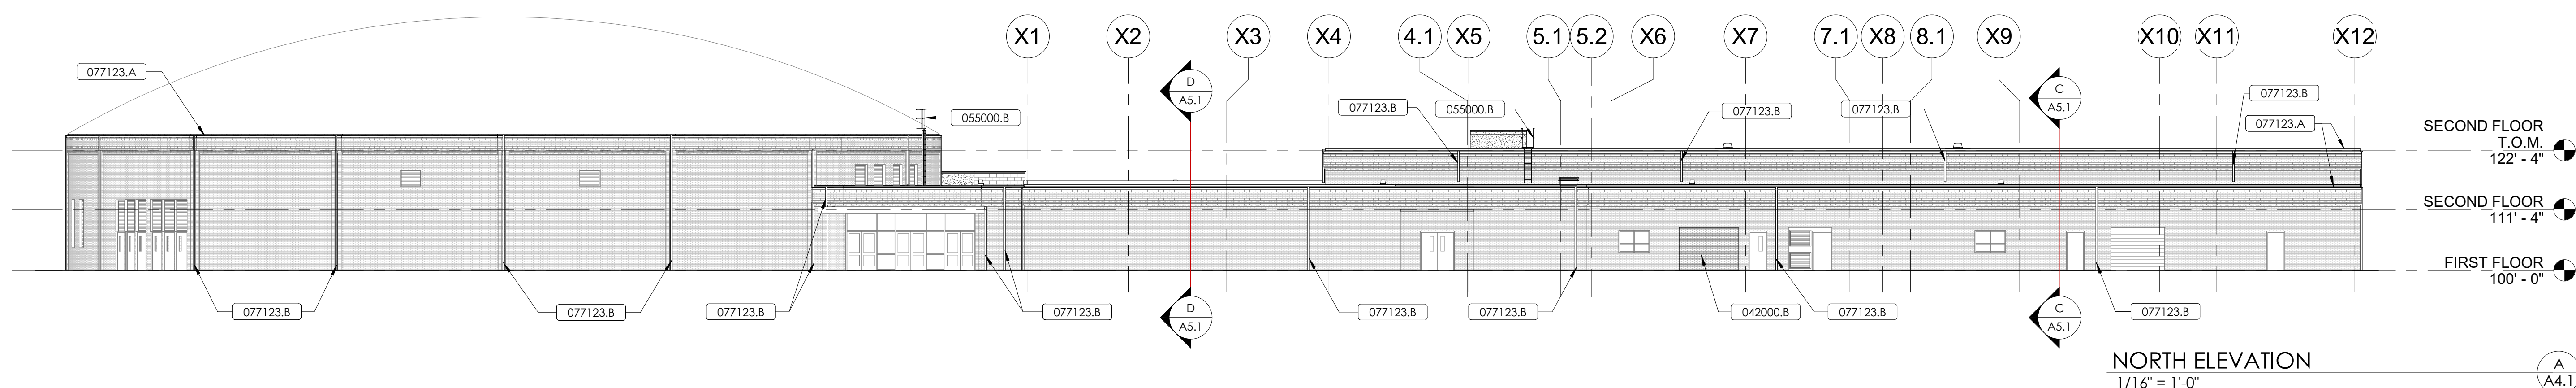 X1
X2
X3
X4
4.1
X5
5.1
5.2
X6
X7
7.1
X8
8.1
X9
X10
X11
X12
077123.A
D
A5.1
C
A5.1
077123.B
055000.B
077123.B
077123.B
077123.B
055000.B
077123.A
SECOND FLOOR
T.O.M.
122' - 4"
SECOND FLOOR
111' - 4"
FIRST FLOOR
100' - 0"
077123.B
077123.B
077123.B
077123.B
D
A5.1
077123.B
077123.B
042000.B
077123.B
C
A5.1
077123.B
NORTH ELEVATION
1/16" = 1'-0"
A
A4.1